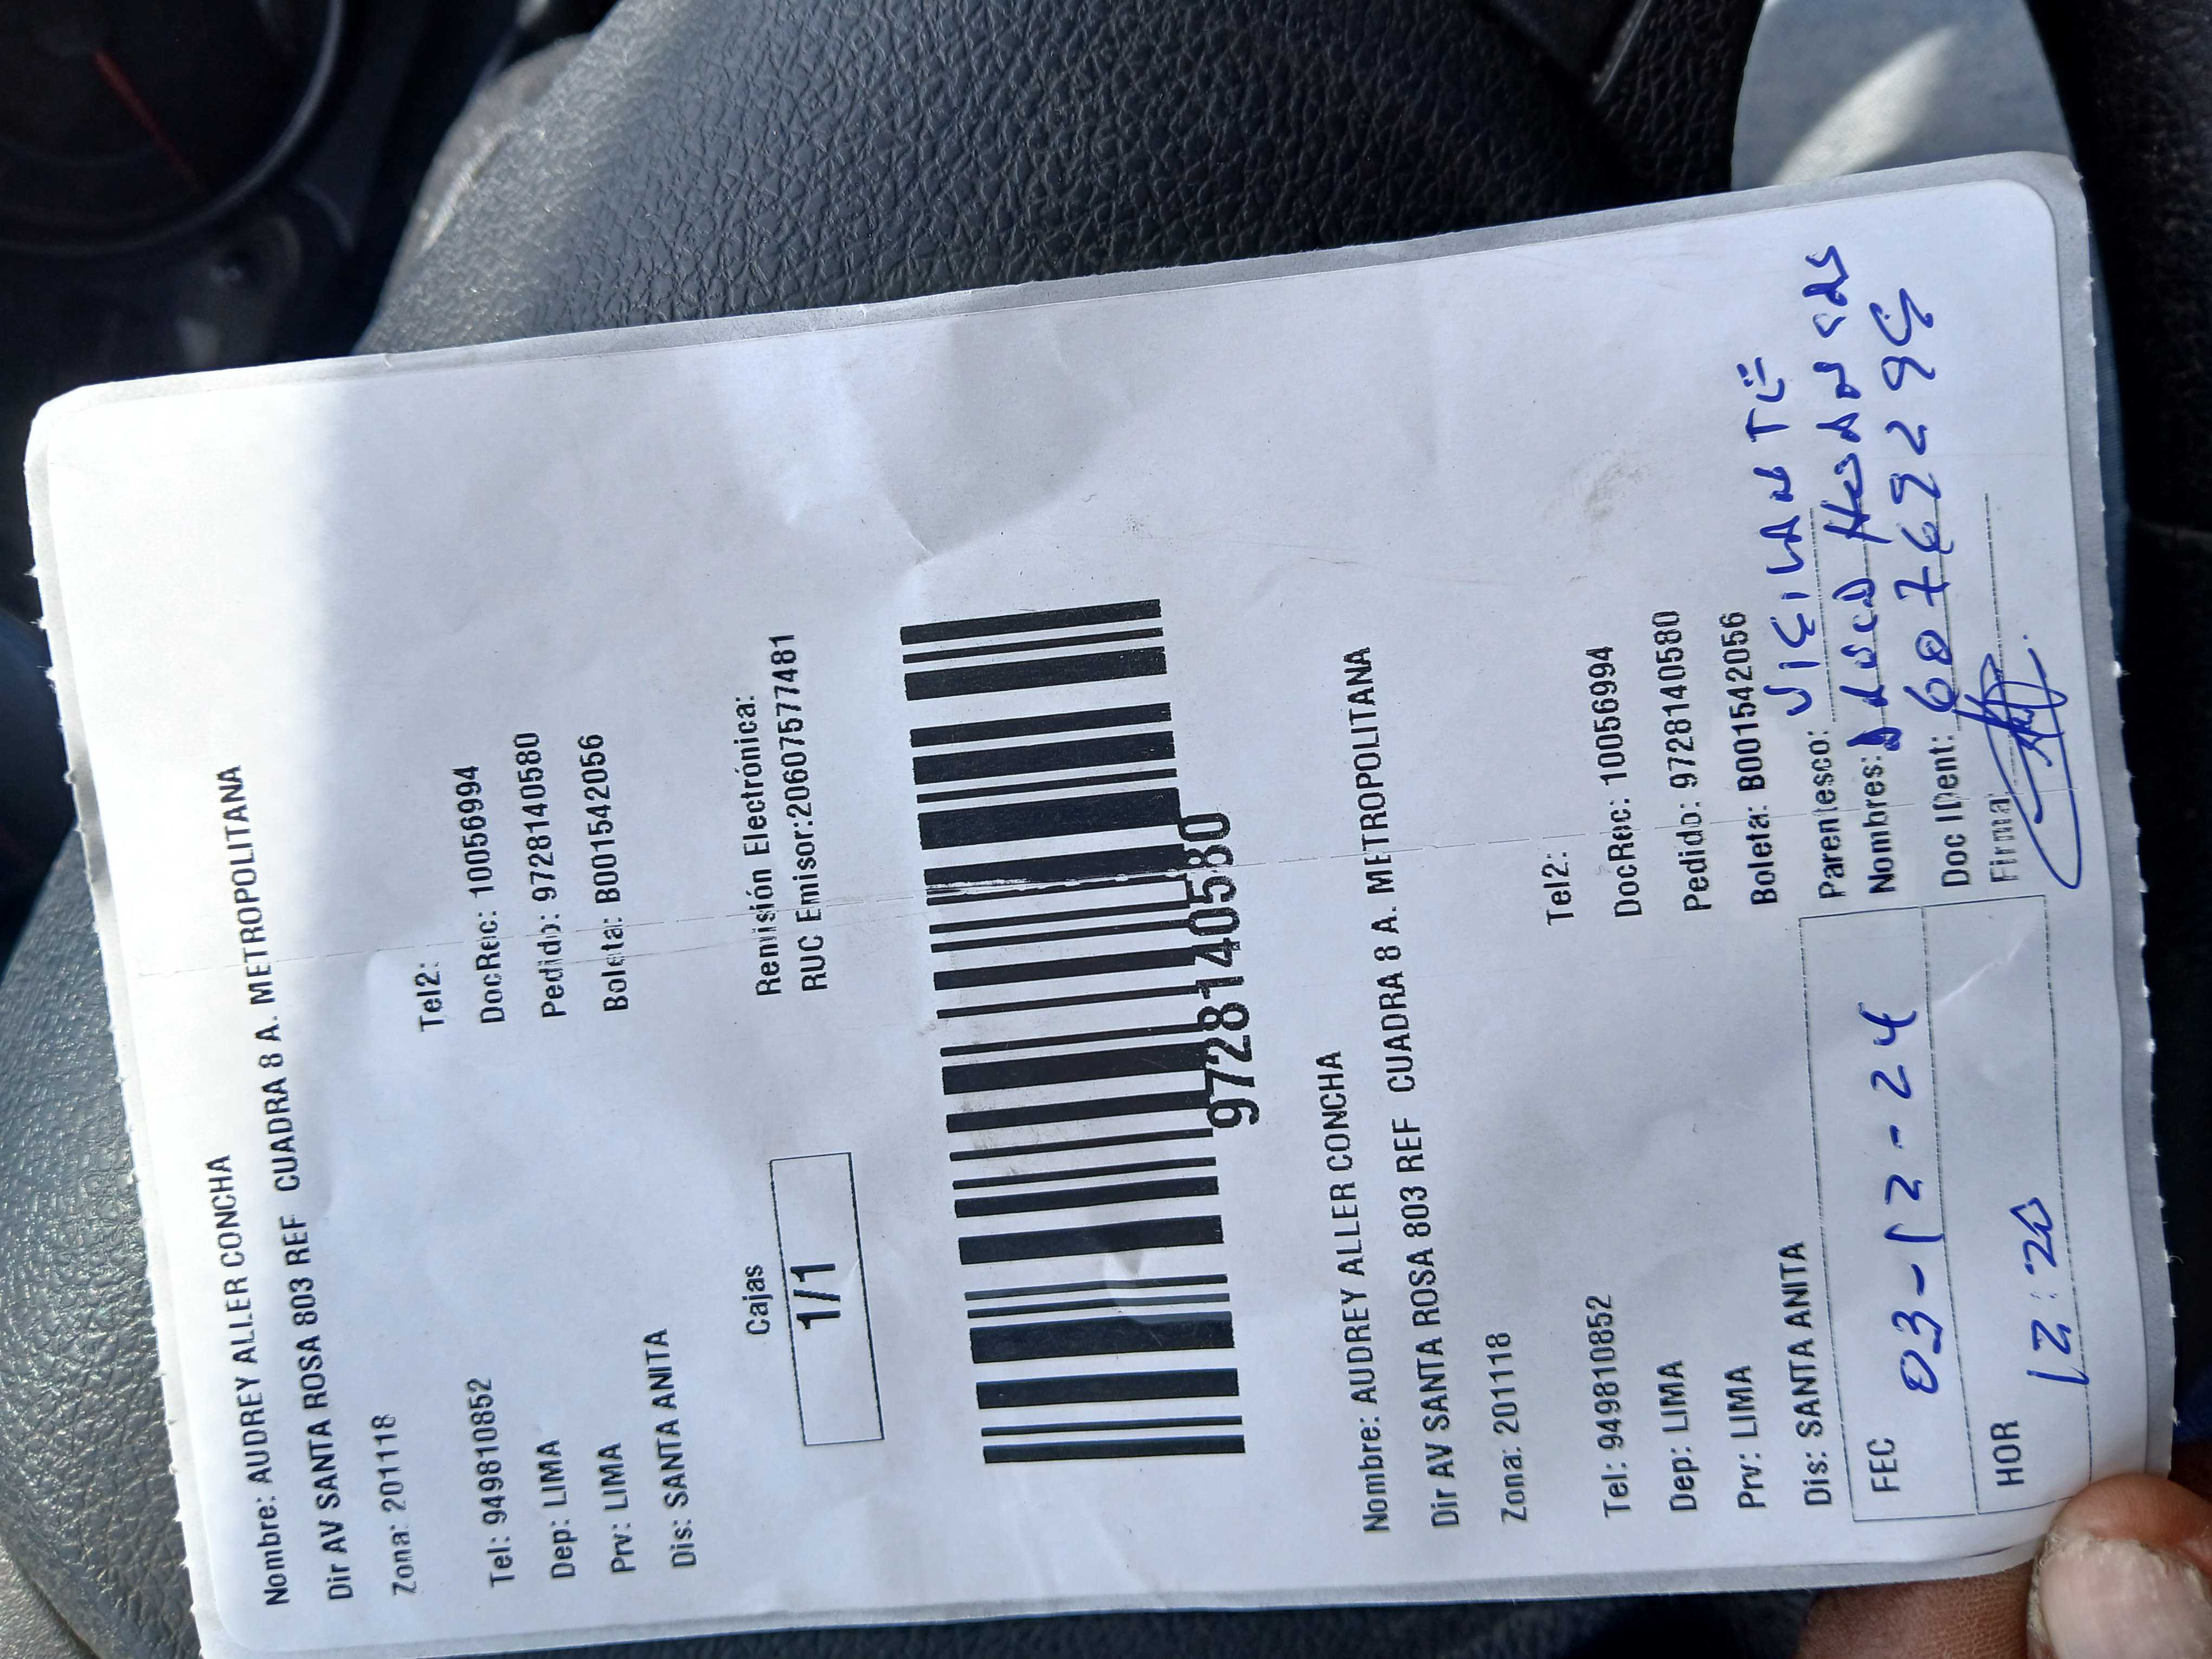 Nombre: AUDREY ALLER CONCHA
Dir AV SANTA ROSA 803 REF CUADRA 8 A. METROPOLITANA
Zona: 201118
Tel2:
Tel: 949810852
DocRec: 10056994
Dep: LIMA
Pedido: 9728140580
Prv: LIMA
Boleta: B001542056
Dis: SANTA ANITA
Cajas
1/1
Remisión Electrónica:
RUC Emisor:20607577481
9728140580
Nombre: AUDREY ALLER CONCHA
Dir AV SANTA ROSA 803 REF CUADRA 8 A. METROPOLITANA
Zona: 201118
Tel2:
Tel: 949810852
DocRec: 10056994
Dep: LIMA
Pedido: 9728140580
Prv: LIMA
Boleta: B001542056
Dis: SANTA ANITA
FEC 03-12-24
HOR 12:20
Parentesco: VIGILANTE
Nombres:
Doc IDent:
Firma: